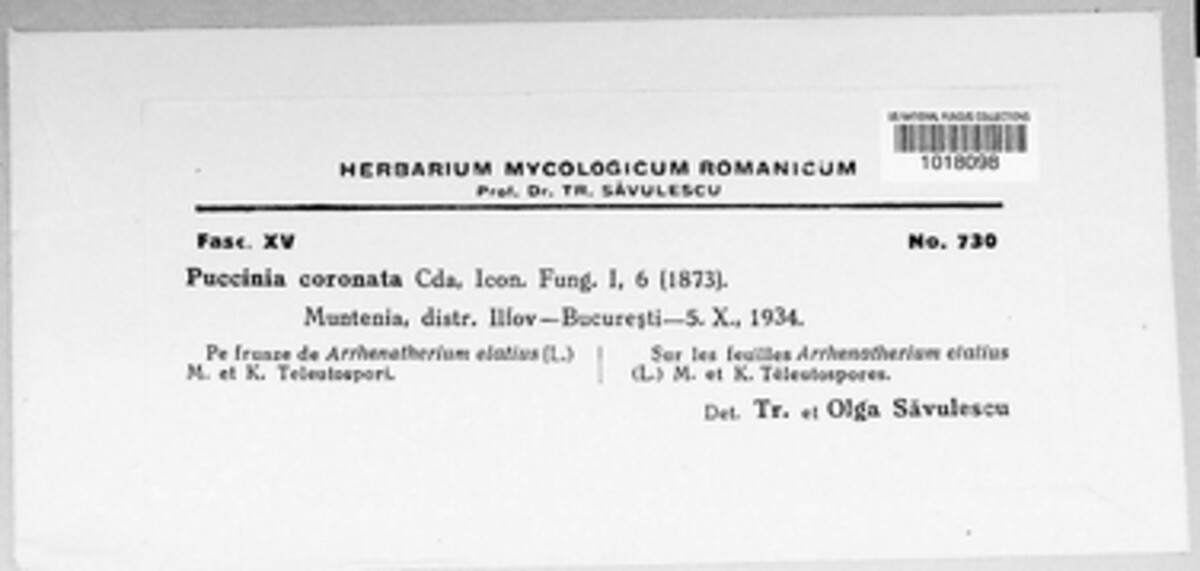 US NATIONAL FUNGUS COLLECTIONS
1018098
HERBARIUM MYCOLOGICUM ROMANICUM
Prof. Dr. TR. SĂVULESCU
Fasc. XV No. 730
Puccinia coronata Cda, Icon. Fung. I, 6 (1873).
Muntenia, distr. Ilfov—Bucureşti—5. X., 1934.
Pe frunze de Arrhenatherium elatius (L.)
M. et K. Teleutospori.
Sur les feuilles Arrhenatherium elatius
(L.) M. et K. Téleutospores.
Det. Tr. et Olga Săvulescu